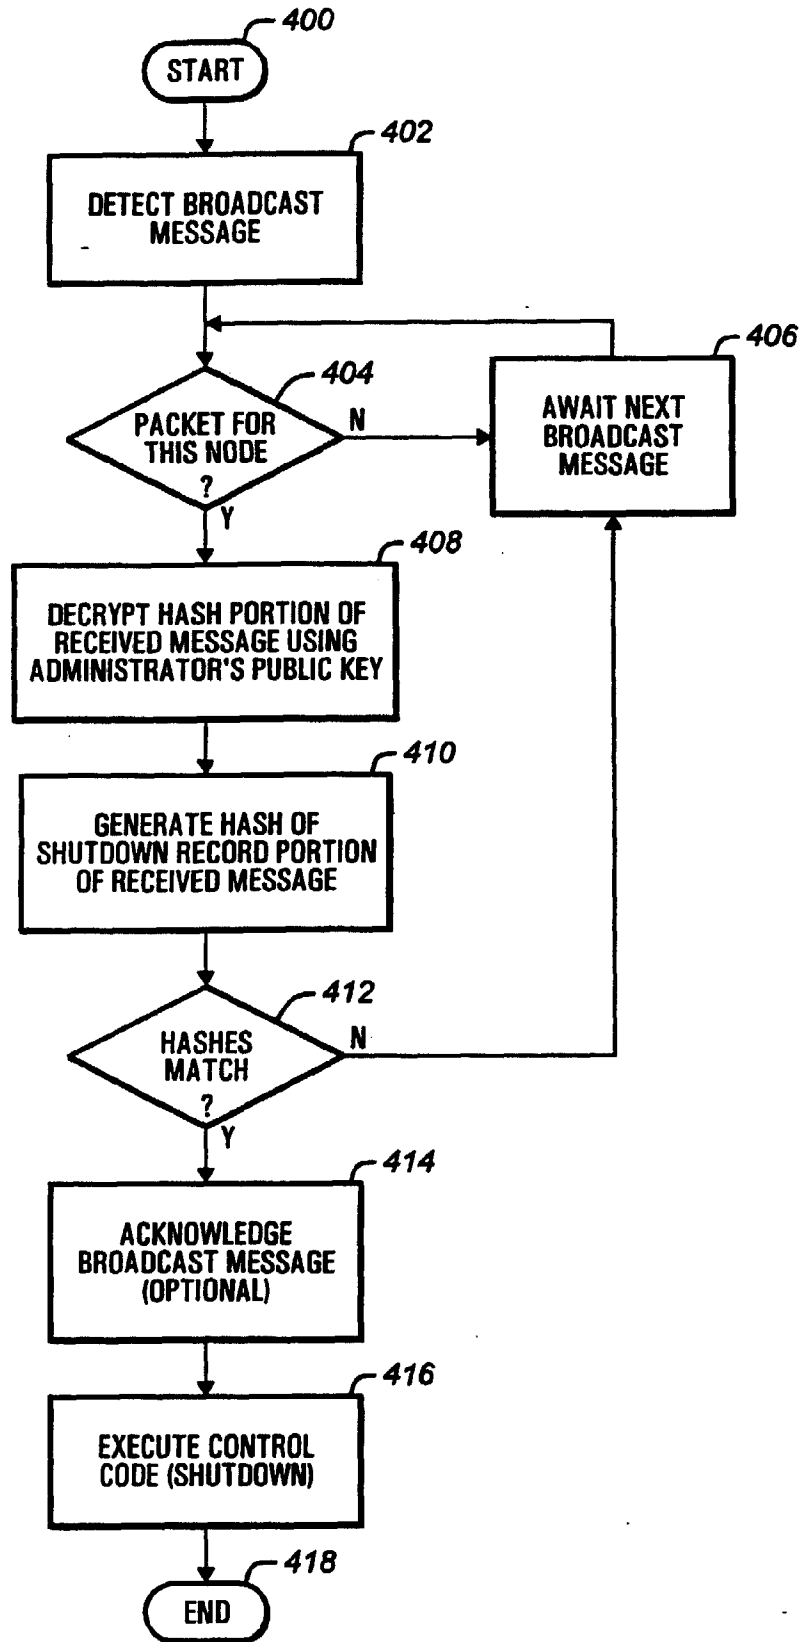 400
START
402
DETECT BROADCAST
MESSAGE
406
404
PACKET FOR
THIS NODE
?
N
Y
AWAIT NEXT
BROADCAST
MESSAGE
408
DECRYPT HASH PORTION OF
RECEIVED MESSAGE USING
ADMINISTRATOR'S PUBLIC KEY
410
GENERATE HASH OF
SHUTDOWN RECORD PORTION
OF RECEIVED MESSAGE
412
HASHES
MATCH
?
N
Y
414
ACKNOWLEDGE
BROADCAST MESSAGE
(OPTIONAL)
416
EXECUTE CONTROL
CODE (SHUTDOWN)
418
END